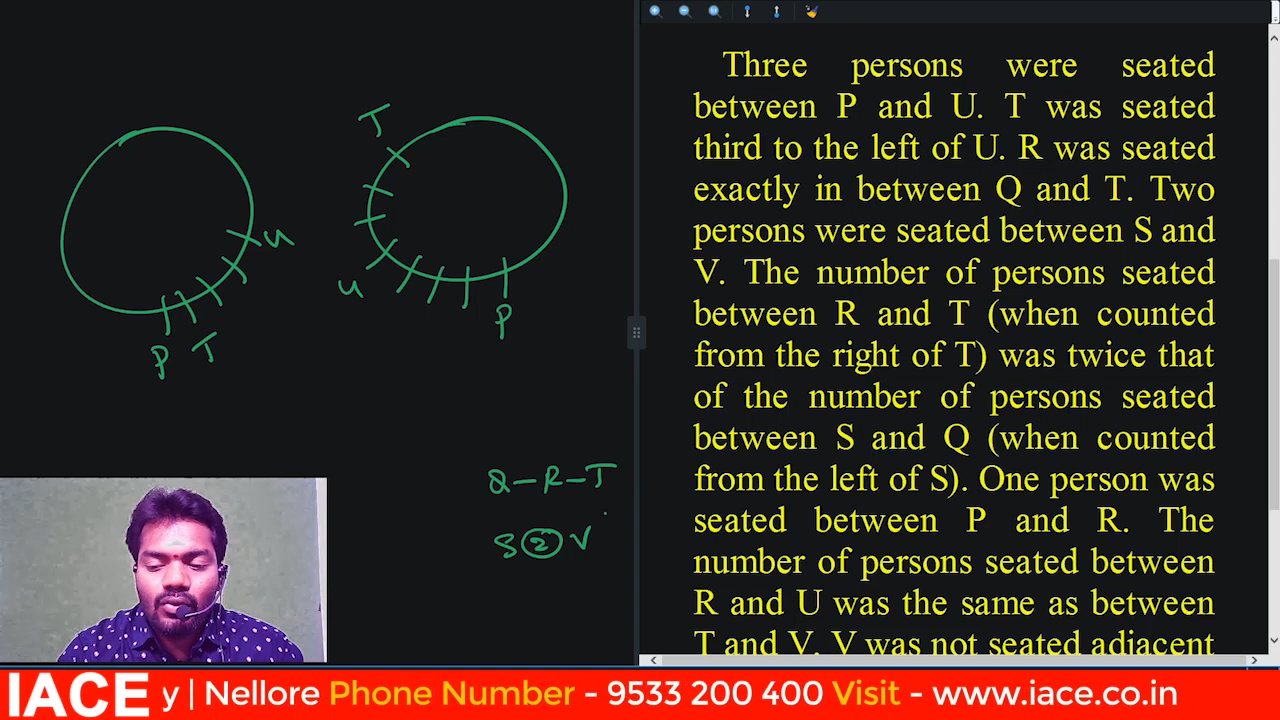 Three persons were seated
between P and U. T was seated
third to the left of U. R was seated
exactly in between Q and T. Two
persons were seated between S and
V. The number of persons seated
between R and T (when counted
from the right of T) was twice that
of the number of persons seated
between S and Q (when counted
from the left of S). One person was
seated between P and R. The
number of persons seated between
R and U was the same as between
T and V. V was not seated adjacent
T
U
P T
U
P
Q - R - T
S 2 V
IACE y | Nellore Phone Number - 9533 200 400 Visit - www.iace.co.in